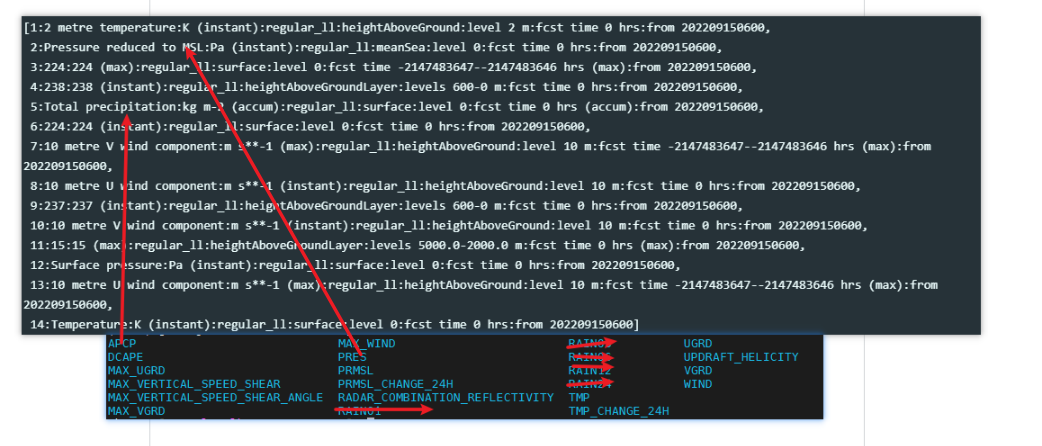 [1:2 metre temperature:K (instant):regular_ll:heightAboveGround:level 2 m:fcst time 0 hrs:from 202209150600,
2:Pressure reduced to MSL:Pa (instant):regular_ll:meanSea:level 0:fcst time 0 hrs:from 202209150600,
3:224:224 (max):regular_ll:surface:level 0:fcst time -2147483647--2147483646 hrs (max):from 202209150600,
4:238:238 (instant):regular_ll:heightAboveGroundLayer:levels 600-0 m:fcst time 0 hrs:from 202209150600,
5:Total precipitation:kg m-2 (accum):regular_ll:surface:level 0:fcst time 0 hrs (accum):from 202209150600,
6:224:224 (instant):regular_ll:surface:level 0:fcst time 0 hrs:from 202209150600,
7:10 metre V wind component:m s**-1 (max):regular_ll:heightAboveGround:level 10 m:fcst time -2147483647--2147483646 hrs (max):from
202209150600,
8:10 metre U wind component:m s**-1 (instant):regular_ll:heightAboveGround:level 10 m:fcst time 0 hrs:from 202209150600,
9:237:237 (instant):regular_ll:heightAboveGroundLayer:levels 600-0 m:fcst time 0 hrs:from 202209150600,
10:10 metre V wind component:m s**-1 (instant):regular_ll:heightAboveGround:level 10 m:fcst time 0 hrs:from 202209150600,
11:15:15 (max):regular_ll:heightAboveGroundLayer:levels 5000.0-2000.0 m:fcst time 0 hrs (max):from 202209150600,
12:Surface pressure:Pa (instant):regular_ll:surface:level 0:fcst time 0 hrs:from 202209150600,
13:10 metre U wind component:m s**-1 (max):regular_ll:heightAboveGround:level 10 m:fcst time -2147483647--2147483646 hrs (max):from
202209150600,
14:Temperature:K (instant):regular_ll:surface:level 0:fcst time 0 hrs:from 202209150600]
APCP MAX_WIND RAIN03 UGRD
DCAPE PRES RAIN06 UPDRAFT_HELICITY
MAX_UGRD PRMSL RAIN12 VGRD
MAX_VERTICAL_SPEED_SHEAR PRMSL_CHANGE_24H RAIN24 WIND
MAX_VERTICAL_SPEED_SHEAR_ANGLE RADAR_COMBINATION_REFLECTIVITY TMP
MAX_VGRD RAIN01 TMP_CHANGE_24H